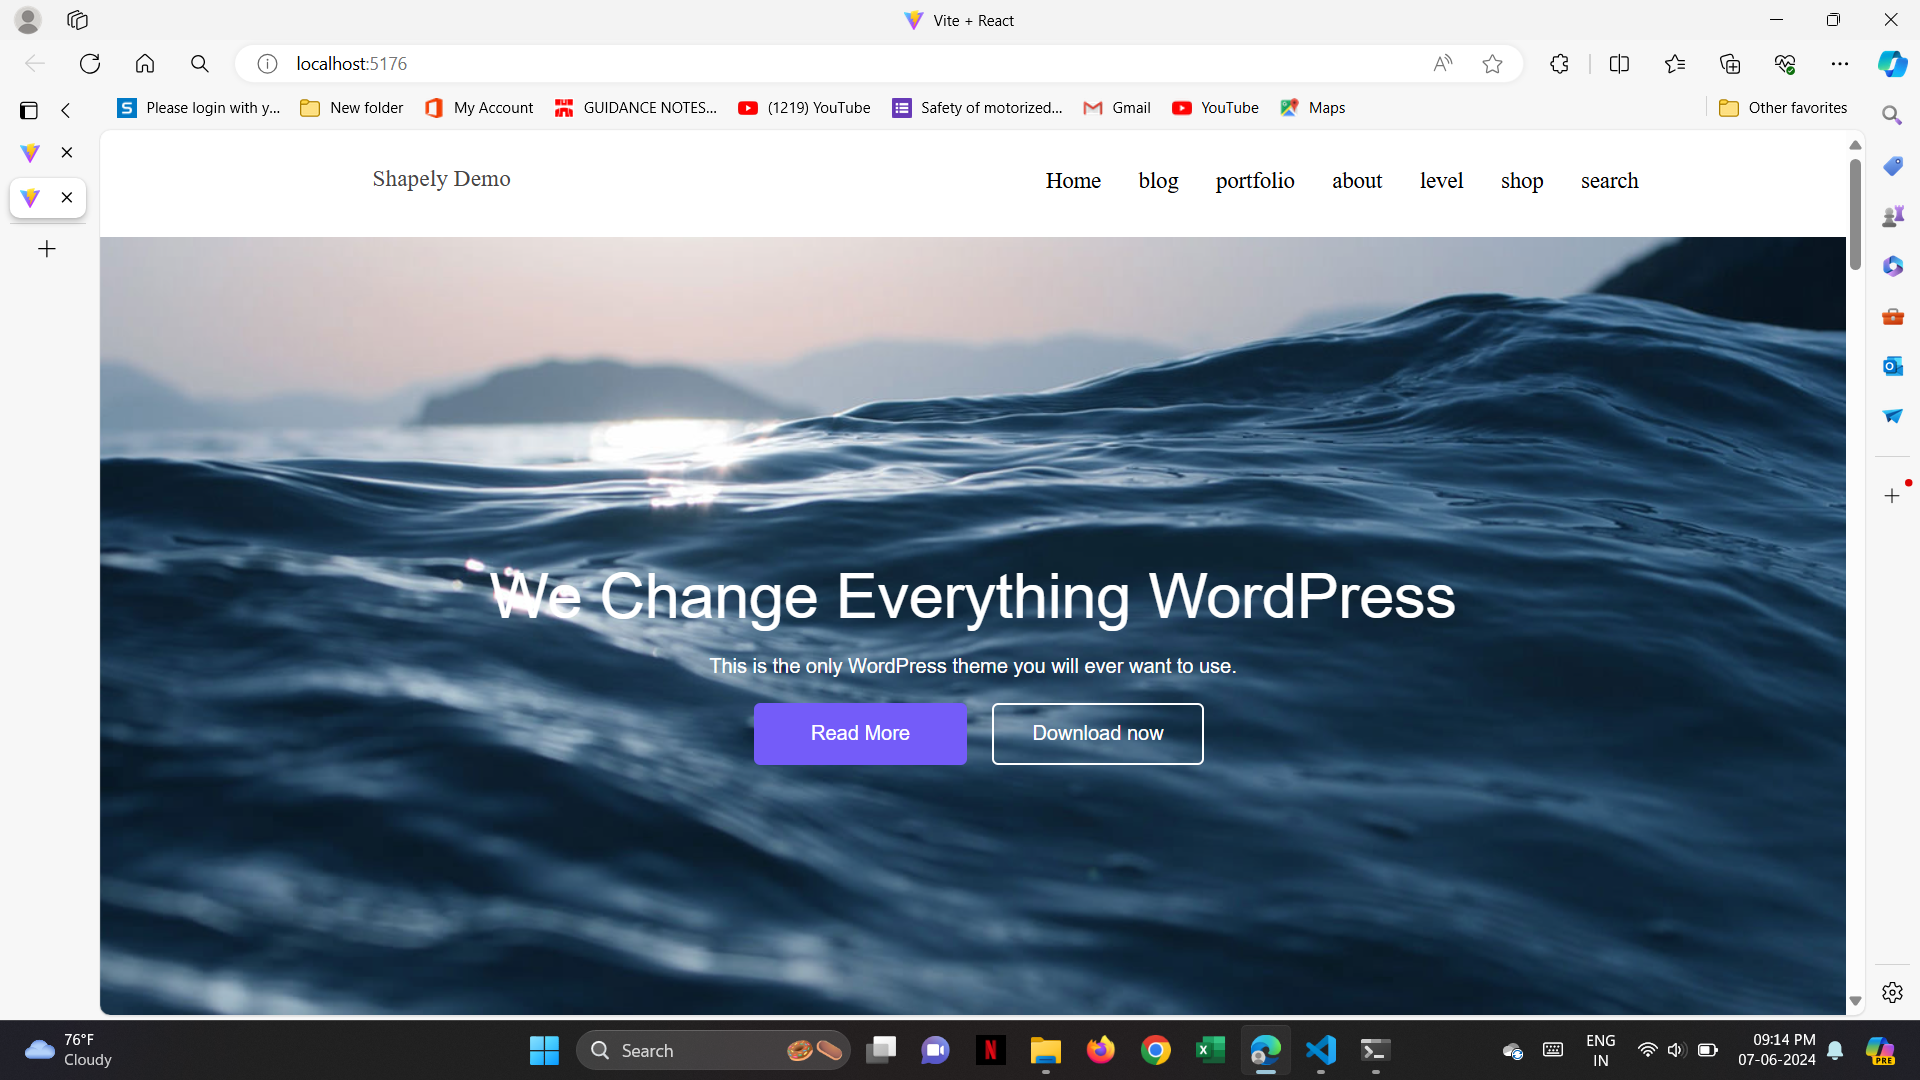 Vite + React
localhost:5176
Please login with y...
New folder
My Account
GUIDANCE NOTES...
(1219) YouTube
Safety of motorized...
Gmail
YouTube
Maps
Other favorites
Shapely Demo
Home blog portfolio about level shop search
We Change Everything WordPress
This is the only WordPress theme you will ever want to use.
Read More
Download now
76°F
Cloudy
Search
ENG
IN
09:14 PM
07-06-2024
PRE